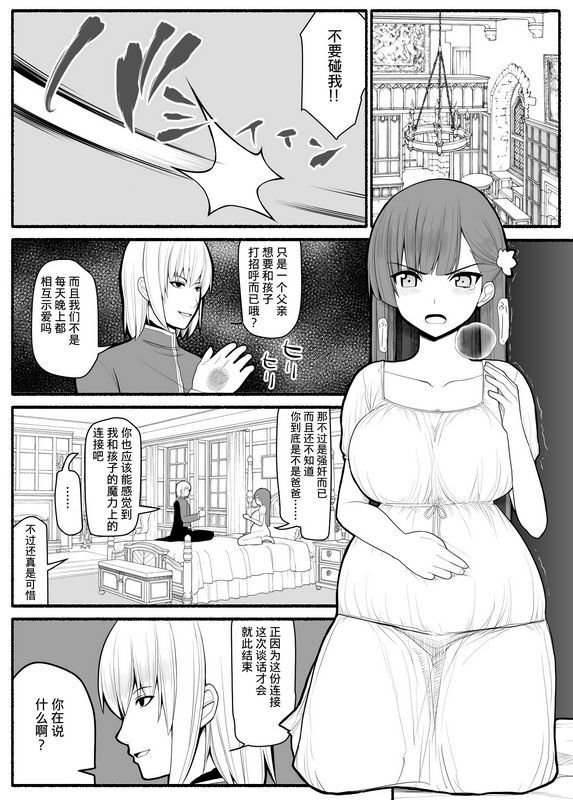 不要碰我!!
バチィイーン
只是一个父亲
想要和孩子
打招呼而已哦?
而且我们不是
每天晚上都
相互示爱吗
那不过是强奸而已
而且还不知道
你到底是不是爸爸……
你也应该能感觉到
我和孩子的魔力上的
连接吧
……
不过还真是可惜
正因为这份连接
这次谈话才会
就此结束
你在说
什么啊?